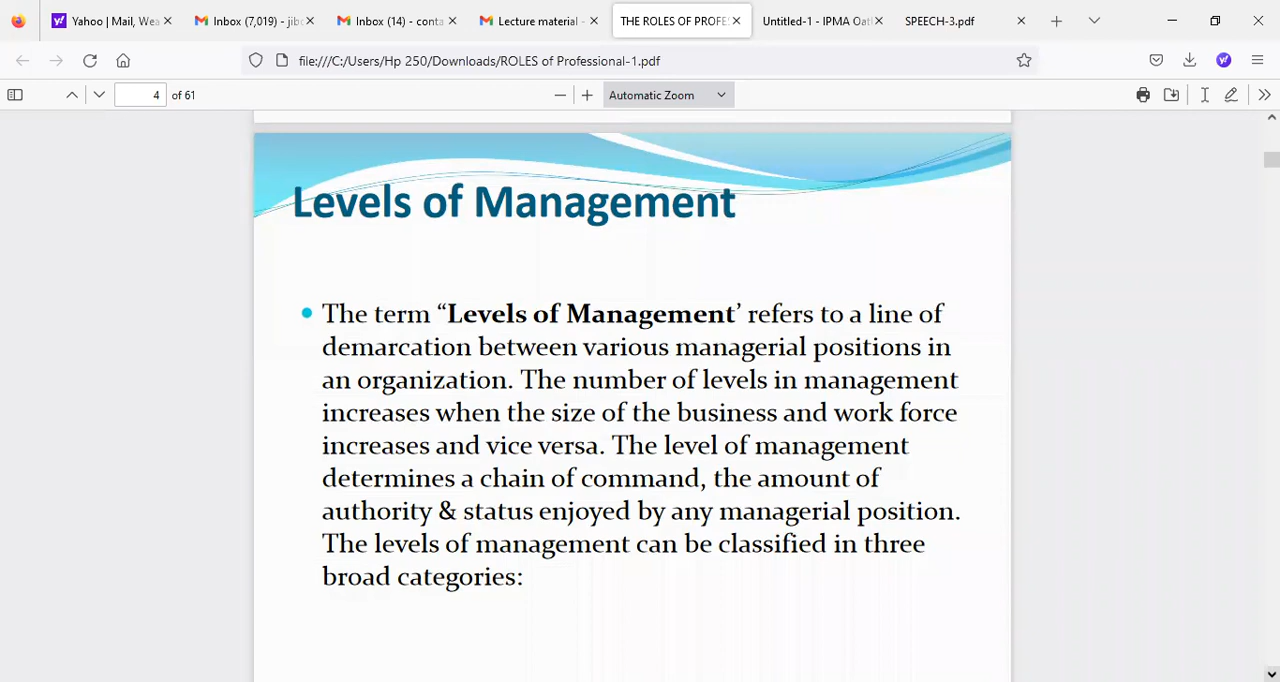 Yahoo | Mail, Wea
Inbox (7,019) - jib
Inbox (14) - conta
Lecture material -
THE ROLES OF PROFE
Untitled-1 - IPMA Oat
SPEECH-3.pdf
file:///C:/Users/Hp 250/Downloads/ROLES of Professional-1.pdf
4 of 61
Automatic Zoom
Levels of Management
The term “Levels of Management’ refers to a line of
demarcation between various managerial positions in
an organization. The number of levels in management
increases when the size of the business and work force
increases and vice versa. The level of management
determines a chain of command, the amount of
authority & status enjoyed by any managerial position.
The levels of management can be classified in three
broad categories: